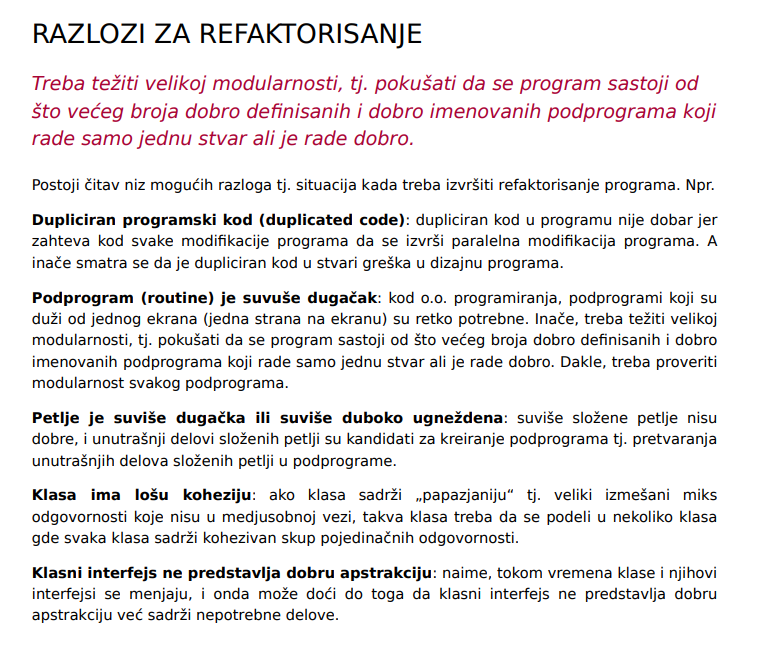 RAZLOZI ZA REFAKTORISANJE
Treba težiti velikoj modularnosti, tj. pokušati da se program sastoji od
što većeg broja dobro definisanih i dobro imenovanih podprograma koji
rade samo jednu stvar ali je rade dobro.
Postoji čitav niz mogućih razloga tj. situacija kada treba izvršiti refaktorisanje programa. Npr.
Dupliciran programski kod (duplicated code): dupliciran kod u programu nije dobar jer
zahteva kod svake modifikacije programa da se izvrši paralelna modifikacija programa. A
inače smatra se da je dupliciran kod u stvari greška u dizajnu programa.
Podprogram (routine) je suvuše dugačak: kod o.o. programiranja, podprogrami koji su
duži od jednog ekrana (jedna strana na ekranu) su retko potrebne. Inače, treba težiti velikoj
modularnosti, tj. pokušati da se program sastoji od što većeg broja dobro definisanih i dobro
imenovanih podprograma koji rade samo jednu stvar ali je rade dobro. Dakle, treba proveriti
modularnost svakog podprograma.
Petlje je suviše dugačka ili suviše duboko ugneždena: suviše složene petlje nisu
dobre, i unutrašnji delovi složenih petlji su kandidati za kreiranje podprograma tj. pretvaranja
unutrašnjih delova složenih petlji u podprograme.
Klasa ima lošu koheziju: ako klasa sadrži „papazjaniju“ tj. veliki izmešani miks
odgovornosti koje nisu u medjusobnoj vezi, takva klasa treba da se podeli u nekoliko klasa
gde svaka klasa sadrži kohezivan skup pojedinačnih odgovornosti.
Klasni interfejs ne predstavlja dobru apstrakciju: naime, tokom vremena klase i njihovi
interfejsi se menjaju, i onda može doći do toga da klasni interfejs ne predstavlja dobru
apstrakciju već sadrži nepotrebne delove.